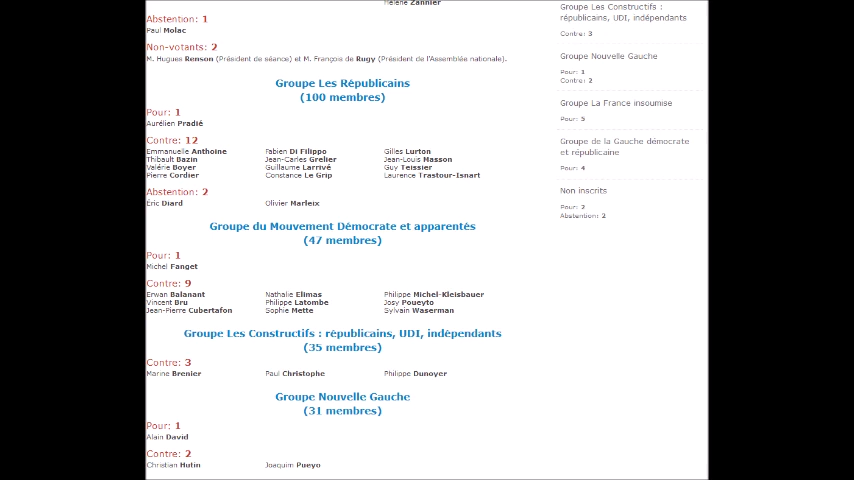 Hélène Zannier
Abstention: 1
Paul Molac
Non-votants: 2
M. Hugues Renson (Président de séance) et M. François de Rugy (Président de l'Assemblée nationale).
Groupe Les Républicains
(100 membres)
Pour: 1
Aurélien Pradié
Contre: 12
Emmanuelle Anthoine Fabien Di Filippo Gilles Lurton
Thibault Bazin Jean-Carles Grelier Jean-Louis Masson
Valérie Boyer Guillaume Larrivé Guy Teissier
Pierre Cordier Constance Le Grip Laurence Trastour-Isnart
Abstention: 2
Éric Diard Olivier Marleix
Groupe du Mouvement Démocrate et apparentés
(47 membres)
Pour: 1
Michel Fanget
Contre: 9
Erwan Balanant Nathalie Elimas Philippe Michel-Kleisbauer
Vincent Bru Philippe Latombe Josy Poueyto
Jean-Pierre Cubertafon Sophie Mette Sylvain Waserman
Groupe Les Constructifs : républicains, UDI, indépendants
(35 membres)
Contre: 3
Marine Brenier Paul Christophe Philippe Dunoyer
Groupe Nouvelle Gauche
(31 membres)
Pour: 1
Alain David
Contre: 2
Christian Hutin Joaquim Pueyo
Groupe Les Constructifs :
républicains, UDI, indépendants
Contre: 3
Groupe Nouvelle Gauche
Pour: 1
Contre: 2
Groupe La France insoumise
Pour: 5
Groupe de la Gauche démocrate
et républicaine
Pour: 4
Non inscrits
Pour: 2
Abstention: 2